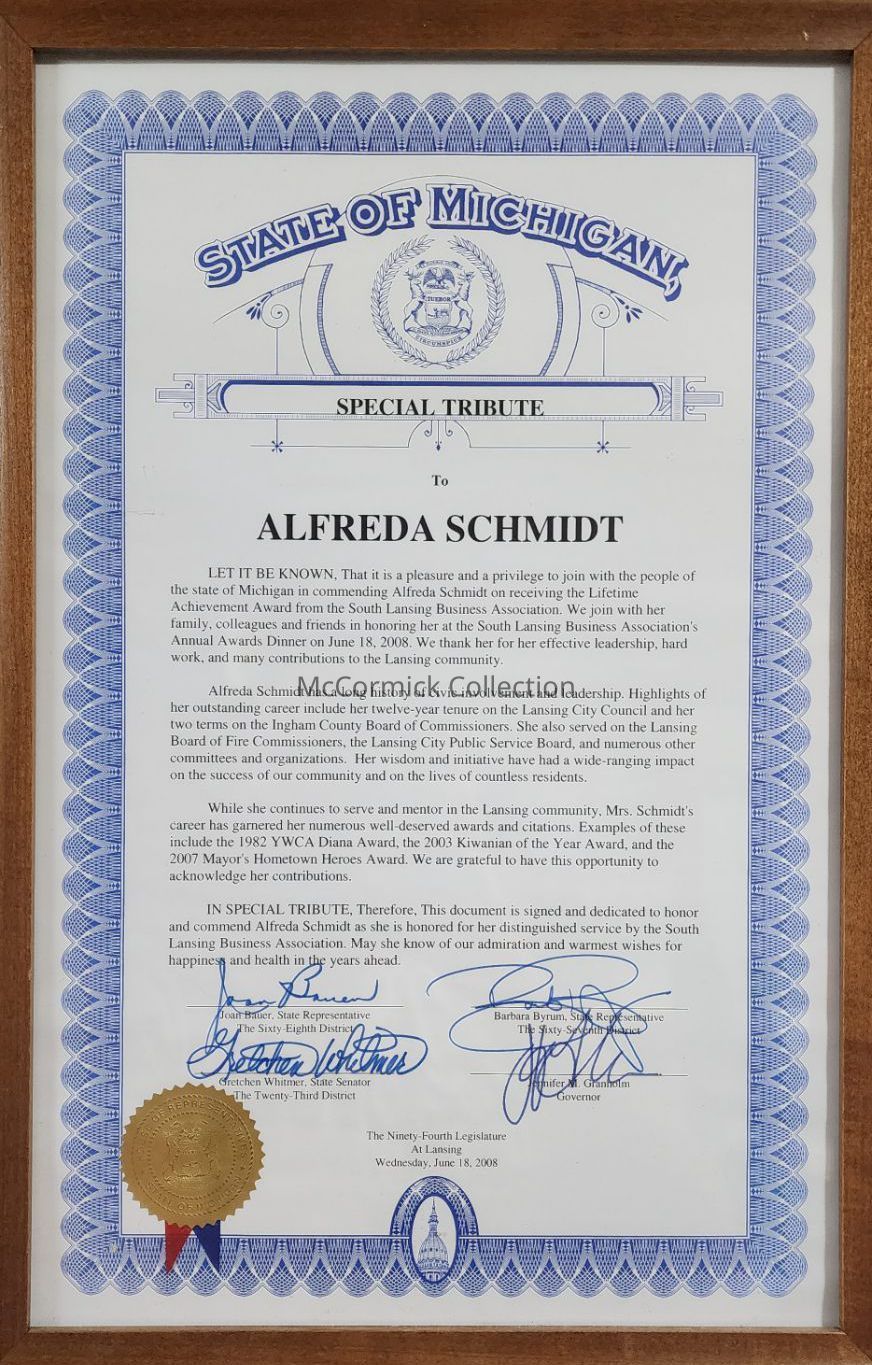 STATE OF MICHIGAN,
TUEBOR
CIRCUMSPICE
SPECIAL TRIBUTE
To
ALFREDA SCHMIDT
LET IT BE KNOWN, That it is a pleasure and a privilege to join with the people of
the state of Michigan in commending Alfreda Schmidt on receiving the Lifetime
Achievement Award from the South Lansing Business Association. We join with her
family, colleagues and friends in honoring her at the South Lansing Business Association's
Annual Awards Dinner on June 18, 2008. We thank her for her effective leadership, hard
work, and many contributions to the Lansing community.
McCormick Collection
Alfreda Schmidt has a long history of civic involvement and leadership. Highlights of
her outstanding career include her twelve-year tenure on the Lansing City Council and her
two terms on the Ingham County Board of Commissioners. She also served on the Lansing
Board of Fire Commissioners, the Lansing City Public Service Board, and numerous other
committees and organizations. Her wisdom and initiative have had a wide-ranging impact
on the success of our community and on the lives of countless residents.
While she continues to serve and mentor in the Lansing community, Mrs. Schmidt's
career has garnered her numerous well-deserved awards and citations. Examples of these
include the 1982 YWCA Diana Award, the 2003 Kiwanian of the Year Award, and the
2007 Mayor's Hometown Heroes Award. We are grateful to have this opportunity to
acknowledge her contributions.
IN SPECIAL TRIBUTE, Therefore, This document is signed and dedicated to honor
and commend Alfreda Schmidt as she is honored for her distinguished service by the South
Lansing Business Association. May she know of our admiration and warmest wishes for
happiness and health in the years ahead.
Joan Bauer
Joan Bauer, State Representative
The Sixty-Eighth District
Barbara Byrum, State Representative
The Sixty-Seventh District
Gretchen Whitmer
Gretchen Whitmer, State Senator
The Twenty-Third District
Jennifer M. Granholm
Governor
The Ninety-Fourth Legislature
At Lansing
Wednesday, June 18, 2008